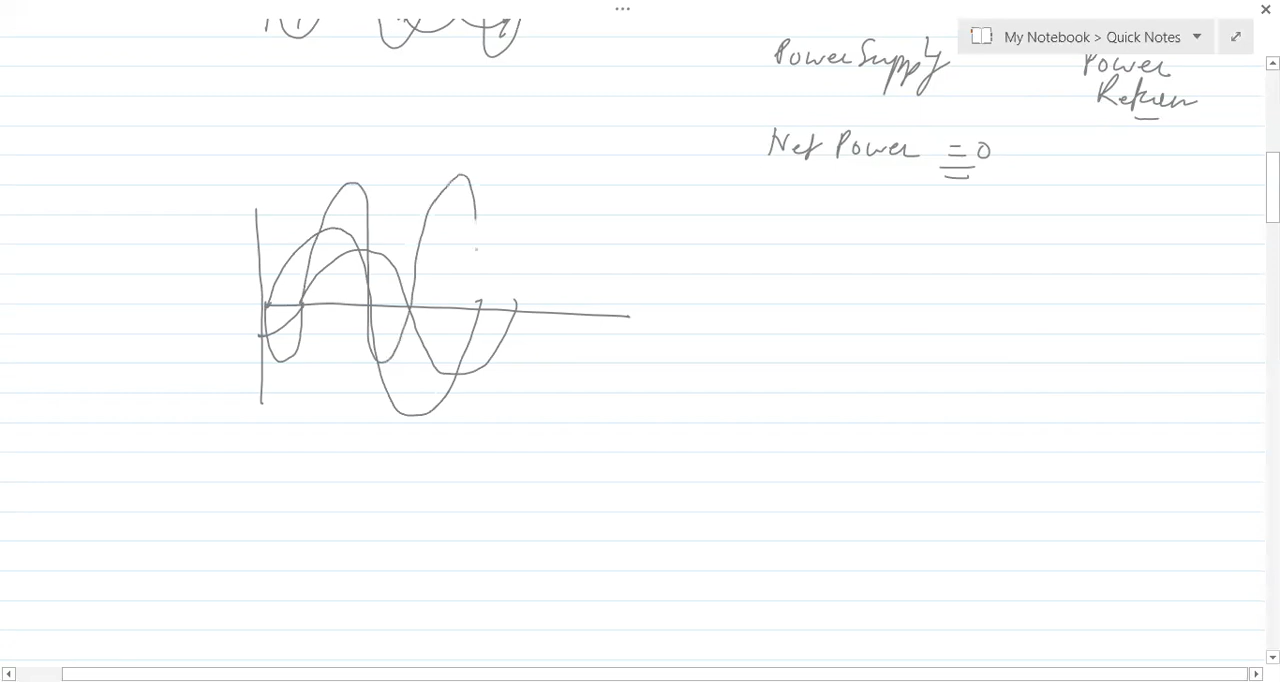 My Notebook > Quick Notes
Power Supply
Power
Return
Net Power = 0